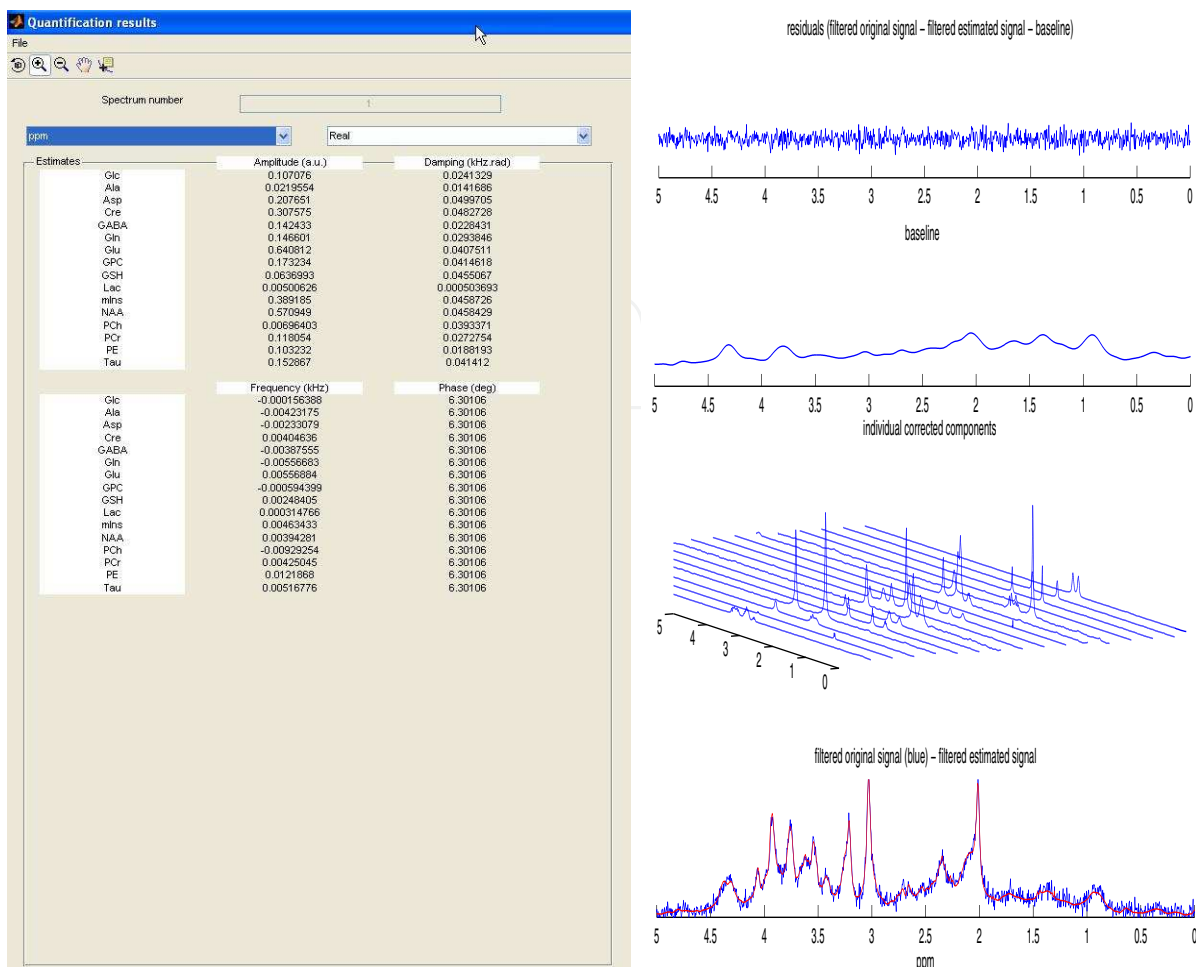 Quantification results
File
Spectrum number 1
ppm Real
Estimates Amplitude (a.u.) Damping (kHz.rad)
Glc 0.107076 0.0241329
Ala 0.0219554 0.0141686
Asp 0.207651 0.0499705
Cre 0.307575 0.0482728
GABA 0.142433 0.0228431
Gln 0.146601 0.0293846
Glu 0.640812 0.0407511
GPC 0.173234 0.0414618
GSH 0.0636993 0.0455067
Lac 0.00500626 0.000503693
mIns 0.389185 0.0458726
NAA 0.570949 0.0458429
PCh 0.00696403 0.0393371
PCr 0.118054 0.0272754
PE 0.103232 0.0188193
Tau 0.152867 0.041412
Frequency (kHz) Phase (deg)
Glc -0.000156388 6.30106
Ala -0.00423175 6.30106
Asp -0.00233079 6.30106
Cre 0.00404636 6.30106
GABA -0.00387555 6.30106
Gln -0.00556683 6.30106
Glu 0.00556884 6.30106
GPC -0.000594399 6.30106
GSH 0.00248405 6.30106
Lac 0.000314766 6.30106
mIns 0.00463433 6.30106
NAA 0.00394281 6.30106
PCh -0.00929254 6.30106
PCr 0.00425045 6.30106
PE 0.0121868 6.30106
Tau 0.00516776 6.30106
residuals (filtered original signal – filtered estimated signal – baseline)
5 4.5 4 3.5 3 2.5 2 1.5 1 0.5 0
baseline
5 4.5 4 3.5 3 2.5 2 1.5 1 0.5 0
individual corrected components
5 4 3 2 1 0
filtered original signal (blue) – filtered estimated signal
5 4.5 4 3.5 3 2.5 2 1.5 1 0.5 0
ppm